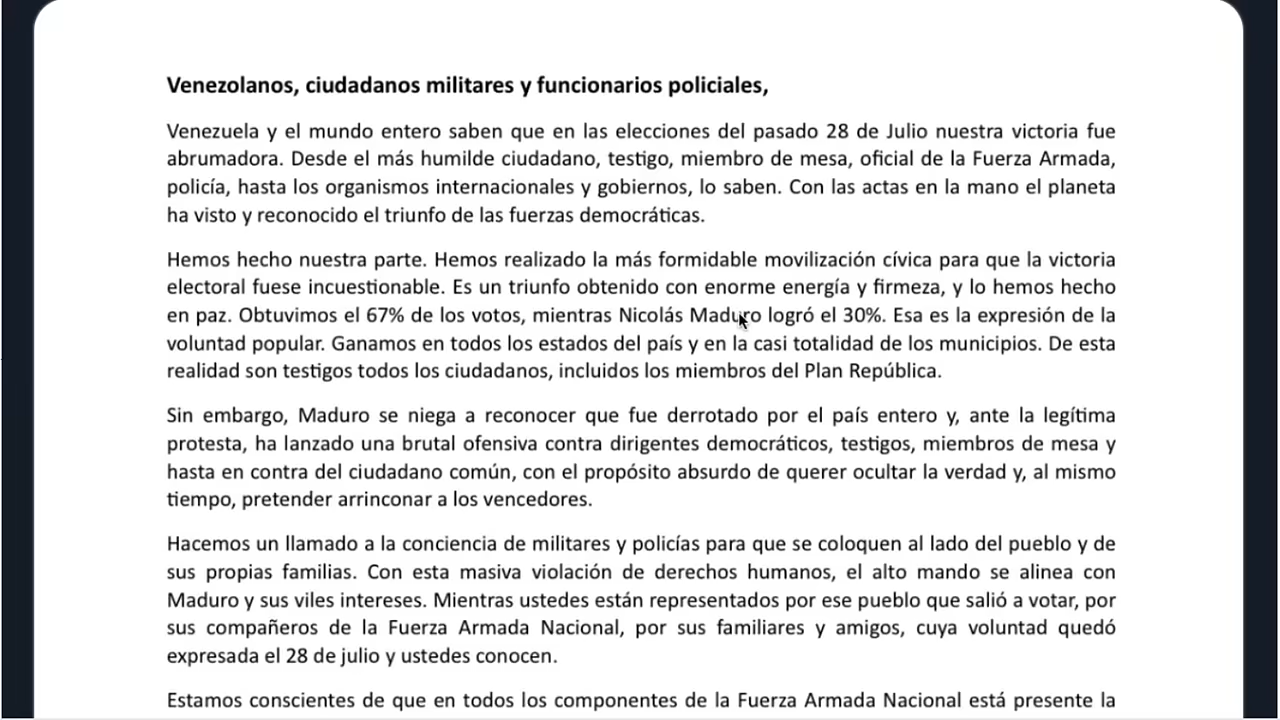 Venezolanos, ciudadanos militares y funcionarios policiales,
Venezuela y el mundo entero saben que en las elecciones del pasado 28 de Julio nuestra victoria fue
abrumadora. Desde el más humilde ciudadano, testigo, miembro de mesa, oficial de la Fuerza Armada,
policía, hasta los organismos internacionales y gobiernos, lo saben. Con las actas en la mano el planeta
ha visto y reconocido el triunfo de las fuerzas democráticas.
Hemos hecho nuestra parte. Hemos realizado la más formidable movilización cívica para que la victoria
electoral fuese incuestionable. Es un triunfo obtenido con enorme energía y firmeza, y lo hemos hecho
en paz. Obtuvimos el 67% de los votos, mientras Nicolás Maduro logró el 30%. Esa es la expresión de la
voluntad popular. Ganamos en todos los estados del país y en la casi totalidad de los municipios. De esta
realidad son testigos todos los ciudadanos, incluidos los miembros del Plan República.
Sin embargo, Maduro se niega a reconocer que fue derrotado por el país entero y, ante la legítima
protesta, ha lanzado una brutal ofensiva contra dirigentes democráticos, testigos, miembros de mesa y
hasta en contra del ciudadano común, con el propósito absurdo de querer ocultar la verdad y, al mismo
tiempo, pretender arrinconar a los vencedores.
Hacemos un llamado a la conciencia de militares y policías para que se coloquen al lado del pueblo y de
sus propias familias. Con esta masiva violación de derechos humanos, el alto mando se alinea con
Maduro y sus viles intereses. Mientras ustedes están representados por ese pueblo que salió a votar, por
sus compañeros de la Fuerza Armada Nacional, por sus familiares y amigos, cuya voluntad quedó
expresada el 28 de julio y ustedes conocen.
Estamos conscientes de que en todos los componentes de la Fuerza Armada Nacional está presente la